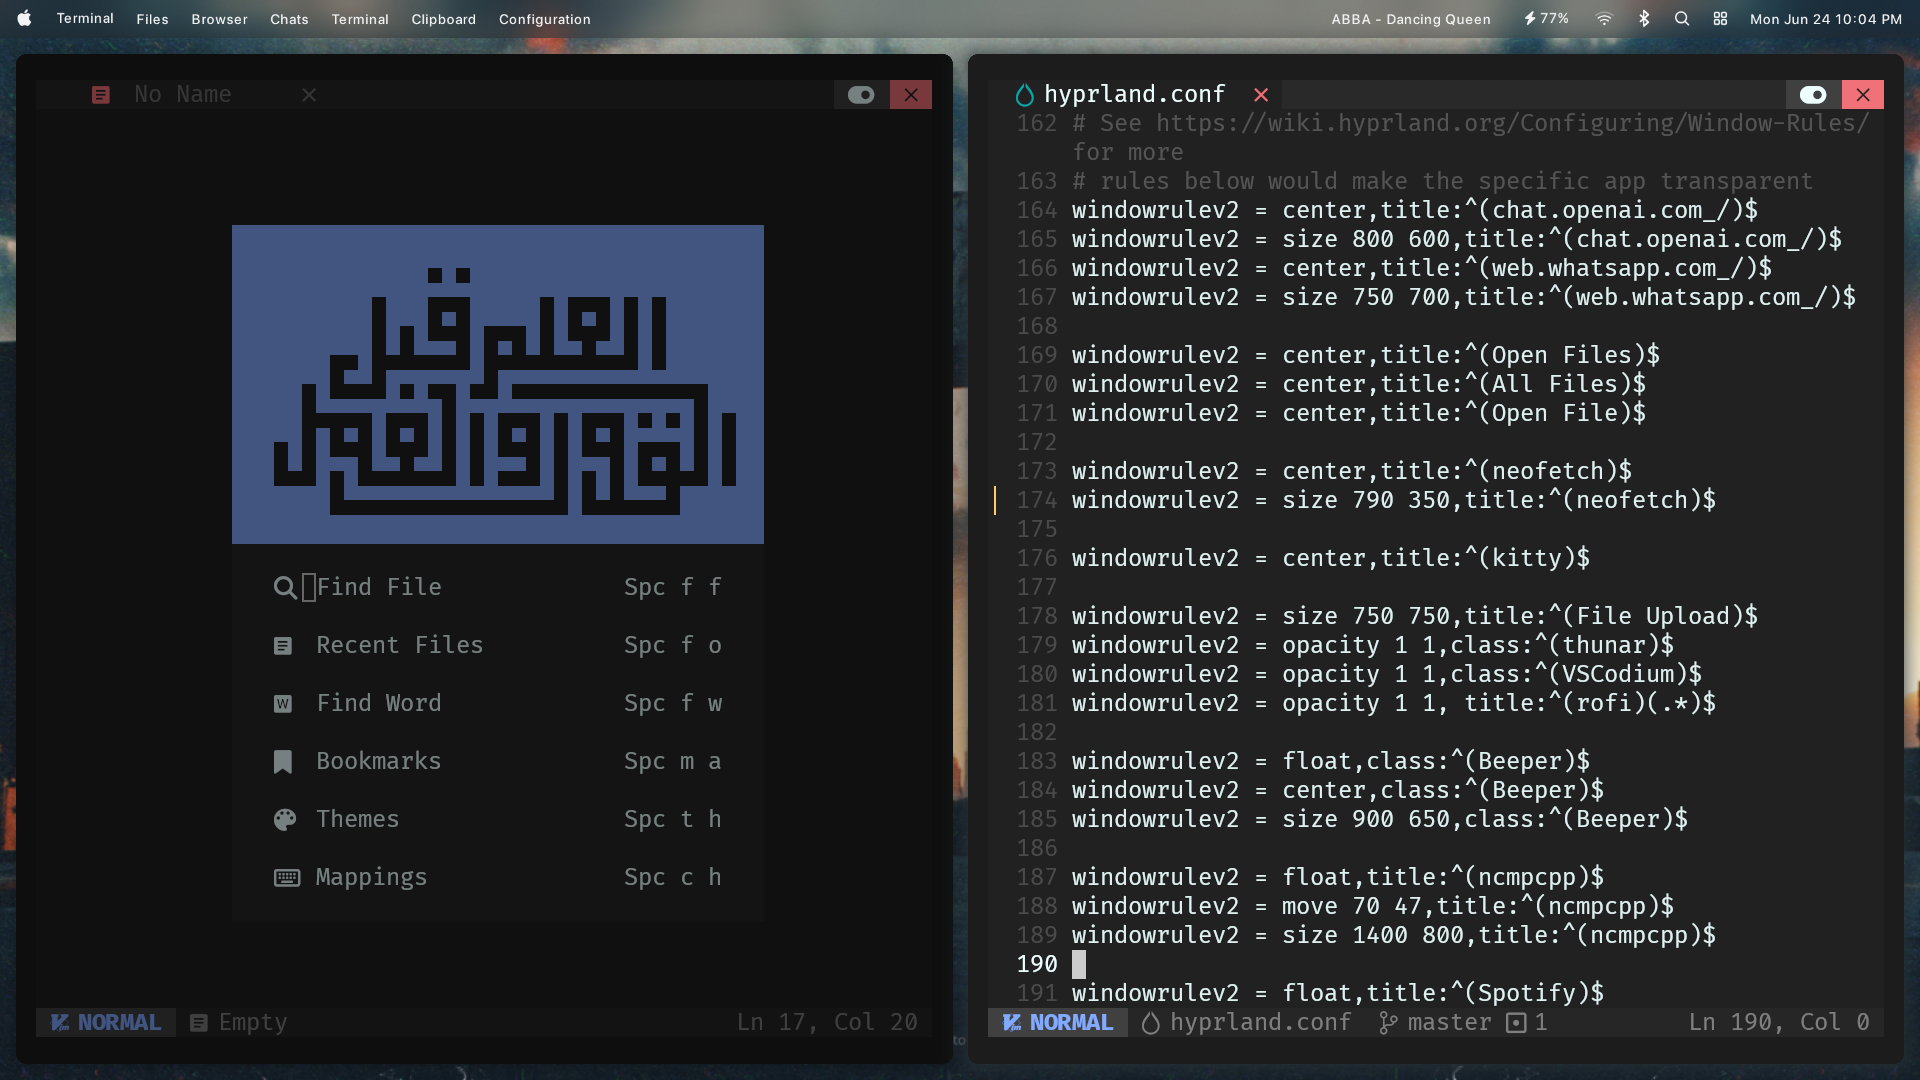 Terminal Files Browser Chats Terminal Clipboard Configuration ABBA - Dancing Queen 77% Mon Jun 24 10:04 PM
No Name
Find File Spc f f
Recent Files Spc f o
Find Word Spc f w
Bookmarks Spc m a
Themes Spc t h
Mappings Spc c h
NORMAL Empty Ln 17, Col 20
hyprland.conf
162 # See https://wiki.hyprland.org/Configuring/Window-Rules/
for more
163 # rules below would make the specific app transparent
164 windowrulev2 = center,title:^(chat.openai.com_/)$
165 windowrulev2 = size 800 600,title:^(chat.openai.com_/)$
166 windowrulev2 = center,title:^(web.whatsapp.com_/)$
167 windowrulev2 = size 750 700,title:^(web.whatsapp.com_/)$
168
169 windowrulev2 = center,title:^(Open Files)$
170 windowrulev2 = center,title:^(All Files)$
171 windowrulev2 = center,title:^(Open File)$
172
173 windowrulev2 = center,title:^(neofetch)$
174 windowrulev2 = size 790 350,title:^(neofetch)$
175
176 windowrulev2 = center,title:^(kitty)$
177
178 windowrulev2 = size 750 750,title:^(File Upload)$
179 windowrulev2 = opacity 1 1,class:^(thunar)$
180 windowrulev2 = opacity 1 1,class:^(VSCodium)$
181 windowrulev2 = opacity 1 1, title:^(rofi)(.*)$
182
183 windowrulev2 = float,class:^(Beeper)$
184 windowrulev2 = center,class:^(Beeper)$
185 windowrulev2 = size 900 650,class:^(Beeper)$
186
187 windowrulev2 = float,title:^(ncmpcpp)$
188 windowrulev2 = move 70 47,title:^(ncmpcpp)$
189 windowrulev2 = size 1400 800,title:^(ncmpcpp)$
190
191 windowrulev2 = float,title:^(Spotify)$
NORMAL hyprland.conf master 1 Ln 190, Col 0
to